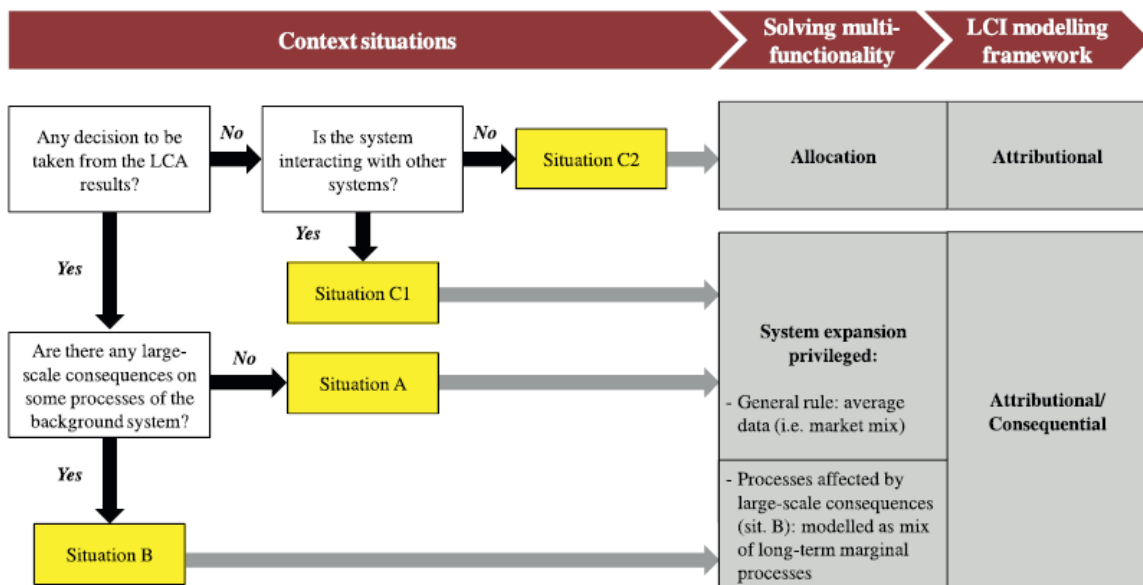 Context situations
Solving multi-
functionality
LCI modelling
framework
Any decision to be
taken from the LCA
results?
No
Is the system
interacting with other
systems?
No
Situation C2
Allocation
Attributional
Yes
Yes
Situation C1
Are there any large-
scale consequences on
some processes of the
background system?
No
Situation A
System expansion
privileged:
- General rule: average
data (i.e. market mix)
Attributional/
Consequential
Yes
Situation B
- Processes affected by
large-scale consequences
(sit. B): modelled as mix
of long-term marginal
processes